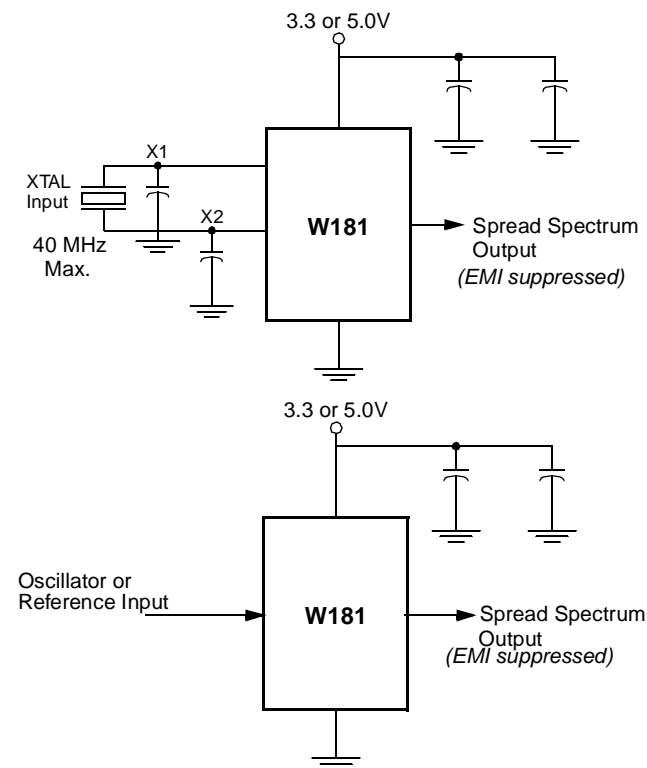 3.3 or 5.0V
X1
XTAL
Input
X2
40 MHz
Max.
W181
Spread Spectrum
Output
(EMI suppressed)
3.3 or 5.0V
Oscillator or
Reference Input
W181
Spread Spectrum
Output
(EMI suppressed)